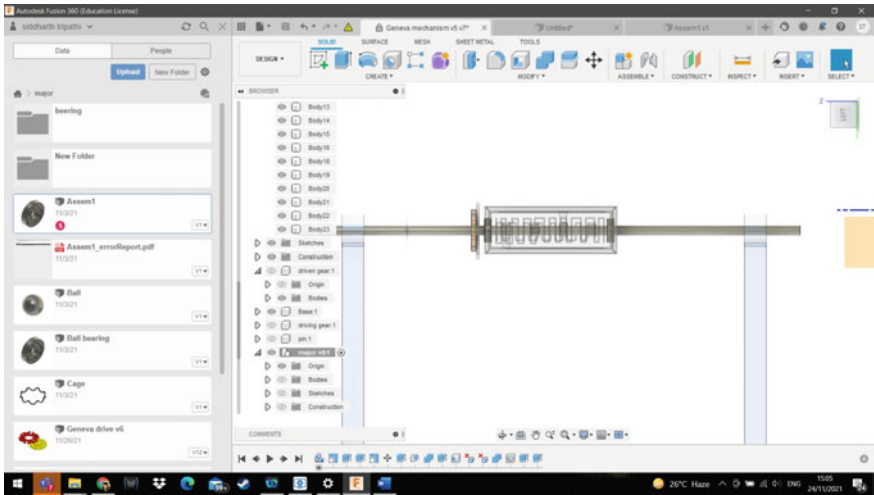 Autodesk Fusion 360 (Education License)
siddharth tripathi
Data People
Upload New Folder
major
beering
New Folder
Assem1
11/3/21
V1
Assem1_errorReport.pdf
11/3/21
V1
Ball
11/3/21
V1
Ball bearing
11/3/21
V1
Cage
11/3/21
V1
Geneva drive v6
11/29/21
V12
Geneva mechanism v5 v7*
Untitled*
Assem1 v1
DESIGN
SOLID SURFACE MESH SHEET METAL TOOLS
CREATE MODIFY ASSEMBLE CONSTRUCT INSPECT INSERT SELECT
BROWSER
Body13
Body14
Body15
Body16
Body18
Body19
Body20
Body21
Body22
Body23
Sketches
Construction
driven gear:1
Origin
Bodies
Base:1
driving gear:1
pin:1
Origin
Bodies
Sketches
Construction
COMMENTS
Z
LEFT
26°C Haze
ENG
15:05
24/11/2021